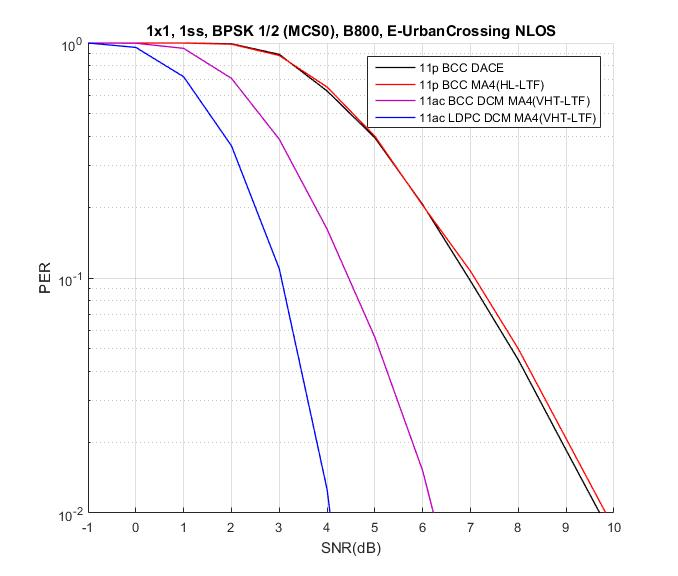 1x1, 1ss, BPSK 1/2 (MCS0), B800, E-UrbanCrossing NLOS
11p BCC DACE
11p BCC MA4(HL-LTF)
11ac BCC DCM MA4(VHT-LTF)
11ac LDPC DCM MA4(VHT-LTF)
PER
10^0
10^-1
10^-2
-1 0 1 2 3 4 5 6 7 8 9 10
SNR(dB)